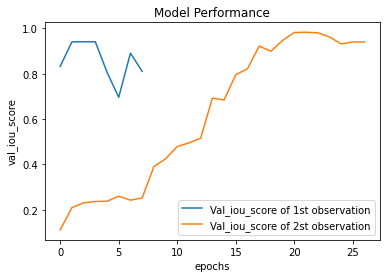 Model Performance
val_iou_score
1.0
0.8
0.6
0.4
0.2
0
5
10
15
20
25
epochs
Val_iou_score of 1st observation
Val_iou_score of 2st observation